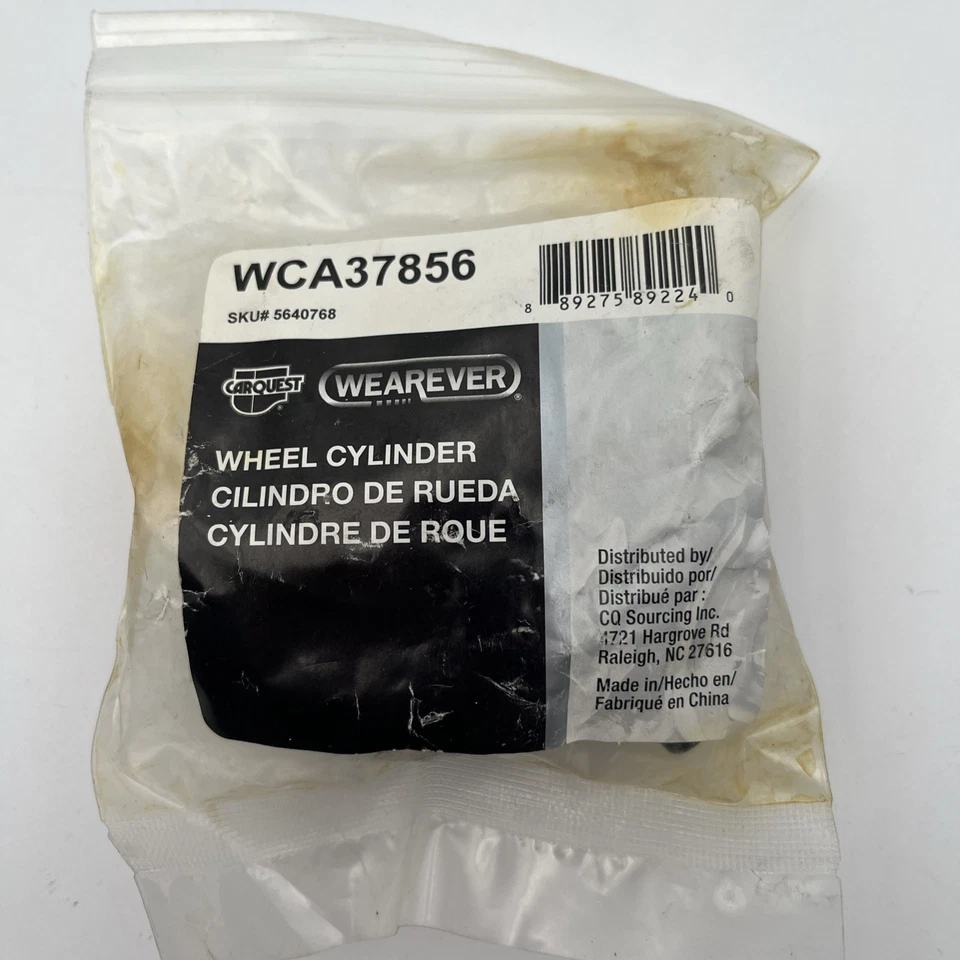 WCA37856
SKU# 5640768
8 89275 89224 0
CARQUEST
WEAREVER®
WHEEL CYLINDER
CILINDRO DE RUEDA
CYLINDRE DE ROUE
Distributed by/
Distribuido por/
Distribué par :
CQ Sourcing Inc.
4721 Hargrove Rd
Raleigh, NC 27616
Made in/Hecho en/
Fabriqué en China